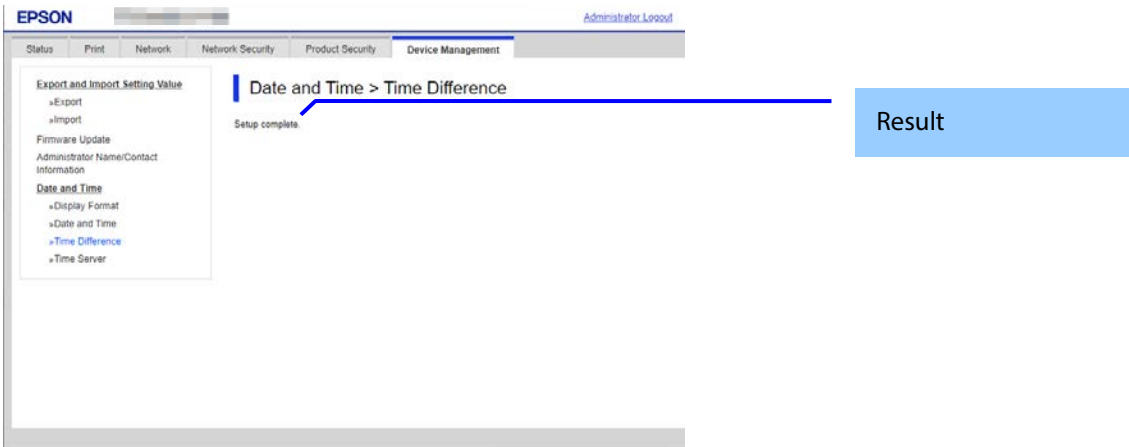 EPSON
Administrator Logout
Status Print Network Network Security Product Security Device Management
Export and Import Setting Value
»Export
»Import
Firmware Update
Administrator Name/Contact
Information
Date and Time
»Display Format
»Date and Time
»Time Difference
»Time Server
Date and Time > Time Difference
Setup complete.
Result